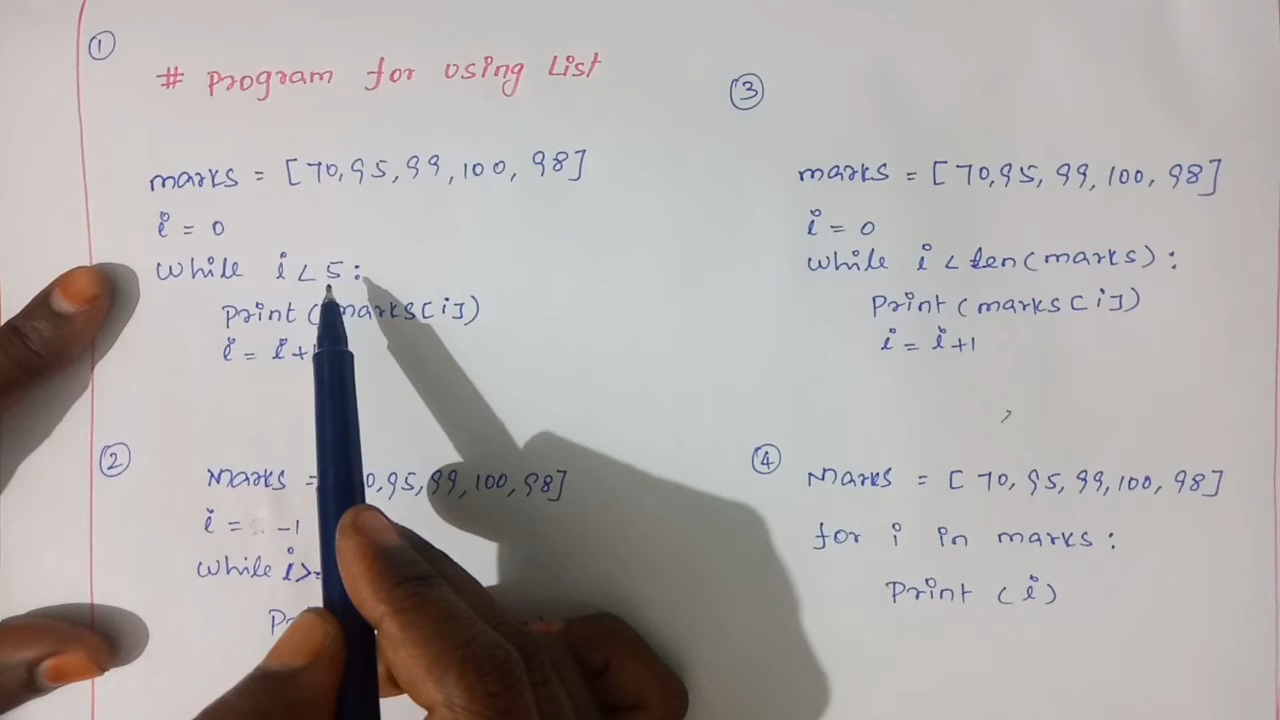 ①
# Program for using List
marks = [70,95,99,100,98]
i = 0
while i<5:
Print(marks[i])
i = i+1
②
Marks = 0,95,99,100,98]
i = -1
while i>=
③
marks = [70,95,99,100,98]
i = 0
while i<len(marks):
Print(marks[i])
i = i+1
④
Marks = [70,95,99,100,98]
for i in marks:
Print(i)